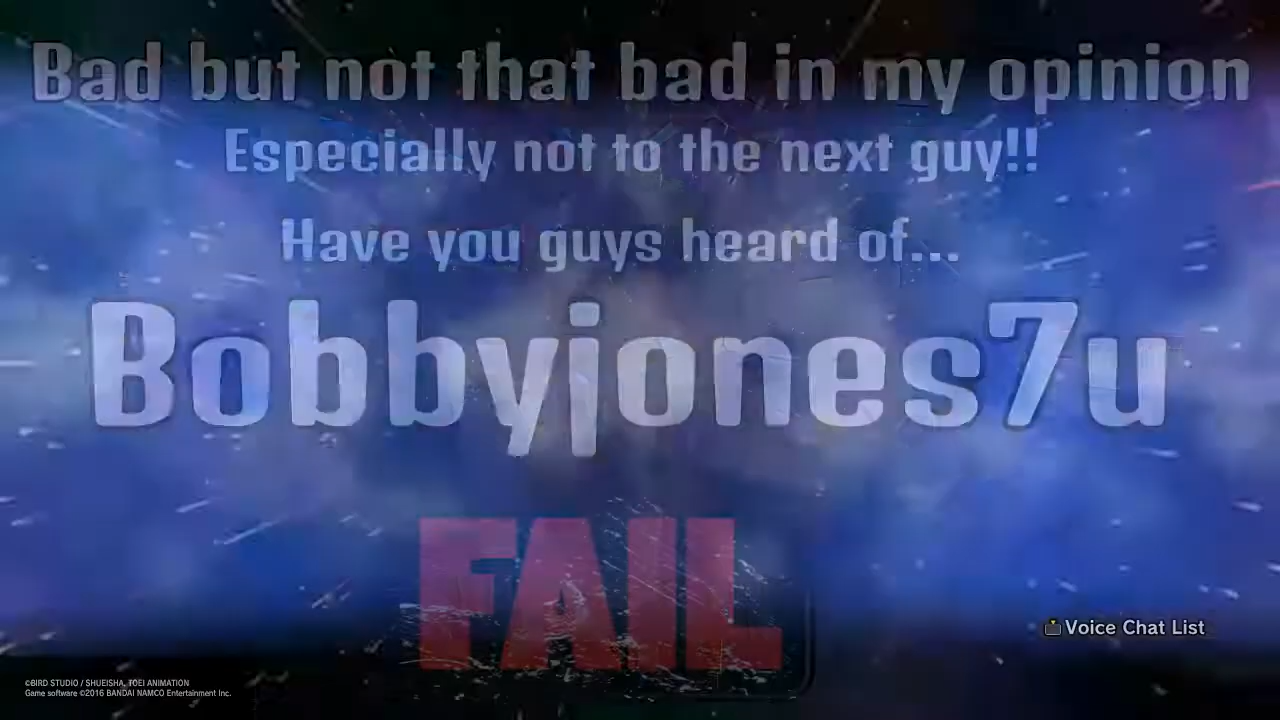 Bad but not that bad in my opinion
Especially not to the next guy!!
Have you guys heard of...
Bobbyjones7u
FAIL
Voice Chat List
©BIRD STUDIO / SHUEISHA, TOEI ANIMATION
Game software ©2016 BANDAI NAMCO Entertainment Inc.